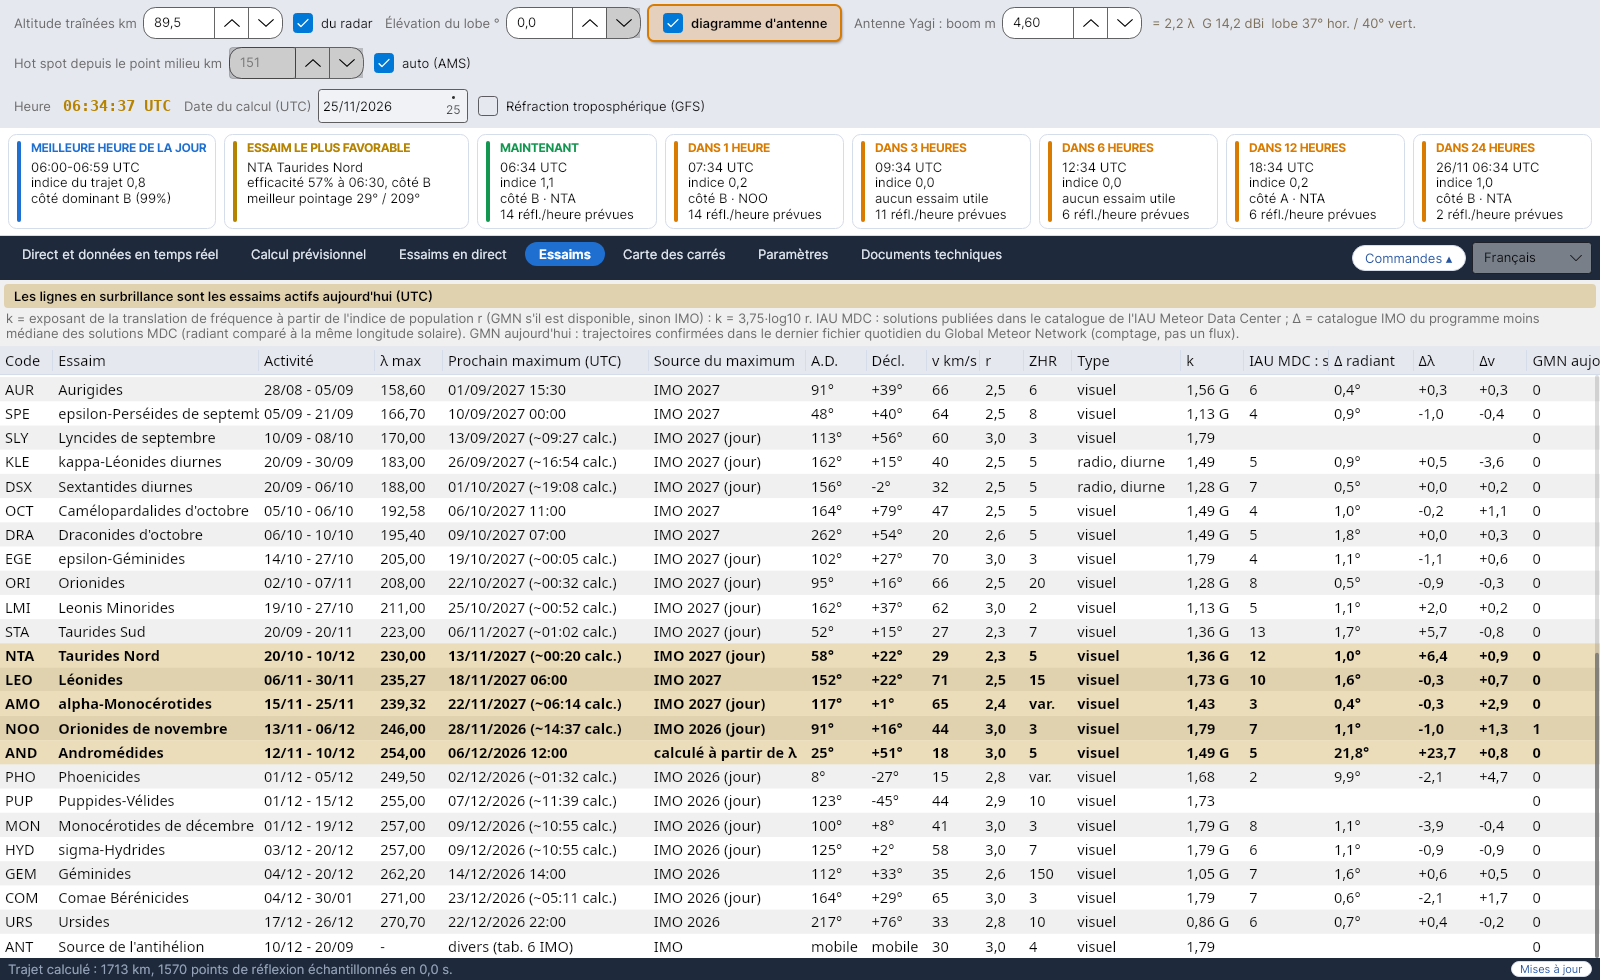 Altitude traînées km 89,5 du radar Élévation du lobe ° 0,0 diagramme d'antenne Antenne Yagi : boom m 4,60 = 2,2 λ G 14,2 dBi lobe 37° hor. / 40° vert.
Hot spot depuis le point milieu km 151 auto (AMS)
Heure 06:34:37 UTC Date du calcul (UTC) 25/11/2026 25 Réfraction troposphérique (GFS)
MEILLEURE HEURE DE LA JOUR
06:00-06:59 UTC
indice du trajet 0,8
côté dominant B (99%)
ESSAIM LE PLUS FAVORABLE
NTA Taurides Nord
efficacité 57% à 06:30, côté B
meilleur pointage 29° / 209°
MAINTENANT
06:34 UTC
indice 1,1
côté B · NTA
14 réfl./heure prévues
DANS 1 HEURE
07:34 UTC
indice 0,2
côté B · NOO
14 réfl./heure prévues
DANS 3 HEURES
09:34 UTC
indice 0,0
aucun essaim utile
11 réfl./heure prévues
DANS 6 HEURES
12:34 UTC
indice 0,0
aucun essaim utile
6 réfl./heure prévues
DANS 12 HEURES
18:34 UTC
indice 0,2
côté A · NTA
6 réfl./heure prévues
DANS 24 HEURES
26/11 06:34 UTC
indice 1,0
côté B · NTA
2 réfl./heure prévues
Direct et données en temps réel Calcul prévisionnel Essaims en direct Essaims Carte des carrés Paramètres Documents techniques Commandes ▴ Français
Les lignes en surbrillance sont les essaims actifs aujourd'hui (UTC)
k = exposant de la translation de fréquence à partir de l'indice de population r (GMN s'il est disponible, sinon IMO) : k = 3,75·log10 r. IAU MDC : solutions publiées dans le catalogue de l'IAU Meteor Data Center ; Δ = catalogue IMO du programme moins
médiane des solutions MDC (radiant comparé à la même longitude solaire). GMN aujourd'hui : trajectoires confirmées dans le dernier fichier quotidien du Global Meteor Network (comptage, pas un flux).
Code Essaim Activité λ max Prochain maximum (UTC) Source du maximum A.D. Décl. v km/s r ZHR Type k IAU MDC : s Δ radiant Δλ Δv GMN aujo
AUR Aurigides 28/08 - 05/09 158,60 01/09/2027 15:30 IMO 2027 91° +39° 66 2,5 6 visuel 1,56 G 6 0,4° +0,3 +0,3 0
SPE epsilon-Perséides de septemb 05/09 - 21/09 166,70 10/09/2027 00:00 IMO 2027 48° +40° 64 2,5 8 visuel 1,13 G 4 0,9° -1,0 -0,4 0
SLY Lyncides de septembre 10/09 - 08/10 170,00 13/09/2027 (~09:27 calc.) IMO 2027 (jour) 113° +56° 60 3,0 3 visuel 1,79 0
KLE kappa-Léonides diurnes 20/09 - 30/09 183,00 26/09/2027 (~16:54 calc.) IMO 2027 (jour) 162° +15° 40 2,5 5 radio, diurne 1,49 5 0,9° +0,5 -3,6 0
DSX Sextantides diurnes 20/09 - 06/10 188,00 01/10/2027 (~19:08 calc.) IMO 2027 (jour) 156° -2° 32 2,5 5 radio, diurne 1,28 G 7 0,5° +0,0 +0,2 0
OCT Camélopardalides d'octobre 05/10 - 06/10 192,58 06/10/2027 11:00 IMO 2027 164° +79° 47 2,5 5 visuel 1,49 G 4 1,0° -0,2 +1,1 0
DRA Draconides d'octobre 06/10 - 10/10 195,40 09/10/2027 07:00 IMO 2027 262° +54° 20 2,6 5 visuel 1,49 G 5 1,8° +0,0 +0,3 0
EGE epsilon-Géminides 14/10 - 27/10 205,00 19/10/2027 (~00:05 calc.) IMO 2027 (jour) 102° +27° 70 3,0 3 visuel 1,79 4 1,1° -1,1 +0,6 0
ORI Orionides 02/10 - 07/11 208,00 22/10/2027 (~00:32 calc.) IMO 2027 (jour) 95° +16° 66 2,5 20 visuel 1,28 G 8 0,5° -0,9 -0,3 0
LMI Leonis Minorides 19/10 - 27/10 211,00 25/10/2027 (~00:52 calc.) IMO 2027 (jour) 162° +37° 62 3,0 2 visuel 1,13 G 5 1,1° +2,0 +0,2 0
STA Taurides Sud 20/09 - 20/11 223,00 06/11/2027 (~01:02 calc.) IMO 2027 (jour) 52° +15° 27 2,3 7 visuel 1,36 G 13 1,7° +5,7 -0,8 0
NTA Taurides Nord 20/10 - 10/12 230,00 13/11/2027 (~00:20 calc.) IMO 2027 (jour) 58° +22° 29 2,3 5 visuel 1,36 G 12 1,0° +6,4 +0,9 0
LEO Léonides 06/11 - 30/11 235,27 18/11/2027 06:00 IMO 2027 152° +22° 71 2,5 15 visuel 1,73 G 10 1,6° -0,3 +0,7 0
AMO alpha-Monocérotides 15/11 - 25/11 239,32 22/11/2027 (~06:14 calc.) IMO 2027 (jour) 117° +1° 65 2,4 var. visuel 1,43 3 0,4° -0,3 +2,9 0
NOO Orionides de novembre 13/11 - 06/12 246,00 28/11/2026 (~14:37 calc.) IMO 2026 (jour) 91° +16° 44 3,0 3 visuel 1,79 7 1,1° -1,0 +1,3 1
AND Andromédides 12/11 - 10/12 254,00 06/12/2026 12:00 calculé à partir de λ 25° +51° 18 3,0 5 visuel 1,49 G 5 21,8° +23,7 +0,8 0
PHO Phoenicides 01/12 - 05/12 249,50 02/12/2026 (~01:32 calc.) IMO 2026 (jour) 8° -27° 15 2,8 var. visuel 1,68 2 9,9° -2,1 +4,7 0
PUP Puppides-Vélides 01/12 - 15/12 255,00 07/12/2026 (~11:39 calc.) IMO 2026 (jour) 123° -45° 44 2,9 10 visuel 1,73 0
MON Monocérotides de décembre 01/12 - 19/12 257,00 09/12/2026 (~10:55 calc.) IMO 2026 (jour) 100° +8° 41 3,0 3 visuel 1,79 G 8 1,1° -3,9 -0,4 0
HYD sigma-Hydrides 03/12 - 20/12 257,00 09/12/2026 (~10:55 calc.) IMO 2026 (jour) 125° +2° 58 3,0 7 visuel 1,79 G 6 1,1° -0,9 -0,9 0
GEM Géminides 04/12 - 20/12 262,20 14/12/2026 14:00 IMO 2026 112° +33° 35 2,6 150 visuel 1,05 G 7 1,6° +0,6 +0,5 0
COM Comae Bérénicides 04/12 - 30/01 271,00 23/12/2026 (~05:11 calc.) IMO 2026 (jour) 164° +29° 65 3,0 3 visuel 1,79 7 0,6° -2,1 +1,7 0
URS Ursides 17/12 - 26/12 270,70 22/12/2026 22:00 IMO 2026 217° +76° 33 2,8 10 visuel 0,86 G 6 0,7° +0,4 -0,2 0
ANT Source de l'antihélion 10/12 - 20/09 - divers (tab. 6 IMO) IMO mobile mobile 30 3,0 4 visuel 1,79 0
Trajet calculé : 1713 km, 1570 points de réflexion échantillonnés en 0,0 s. Mises à jour